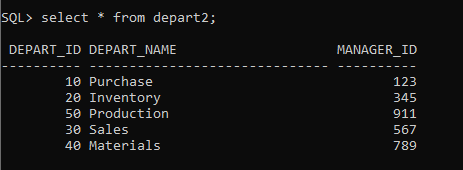 SQL> select * from depart2;
DEPART_ID DEPART_NAME MANAGER_ID
---------- ------------------------------ ----------
10 Purchase 123
20 Inventory 345
50 Production 911
30 Sales 567
40 Materials 789